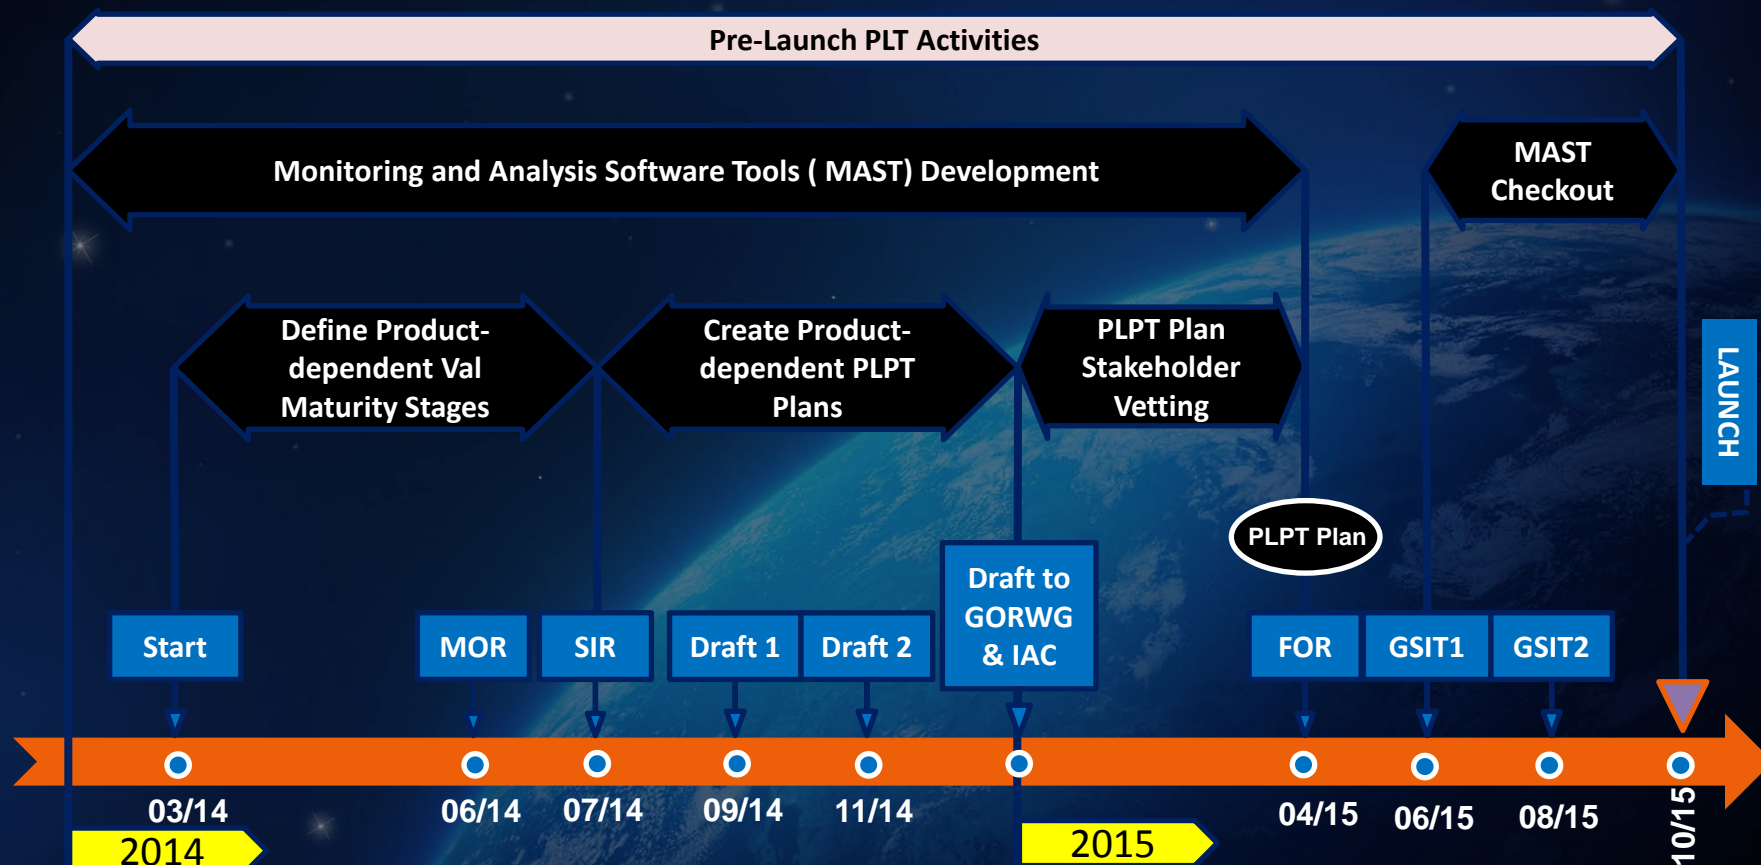 Pre-Launch PLT Activities
Monitoring and Analysis Software Tools ( MAST) Development
MAST
Checkout
Define Product-
dependent Val
Maturity Stages
Create Product-
dependent PLPT
Plans
PLPT Plan
Stakeholder
Vetting
LAUNCH
PLPT Plan
Start
MOR
SIR
Draft 1
Draft 2
Draft to
GORWG
& IAC
FOR
GSIT1
GSIT2
03/14
06/14
07/14
09/14
11/14
04/15
06/15
08/15
10/15
2014
2015